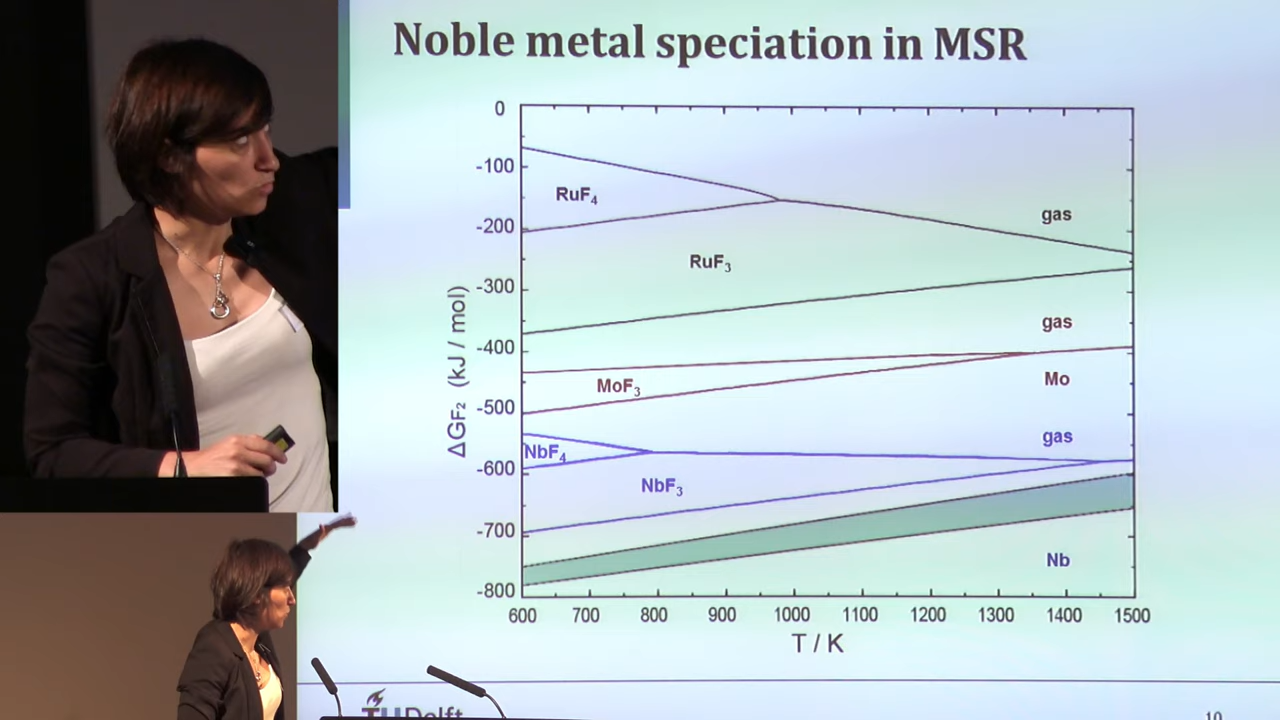 Noble metal speciation in MSR
0
-100
-200
-300
-400
-500
-600
-700
-800
ΔGF₂ (kJ / mol)
RuF₄
gas
RuF₃
gas
MoF₃
Mo
gas
NbF₄
NbF₃
Nb
600 700 800 900 1000 1100 1200 1300 1400 1500
T / K
TUDelft
10